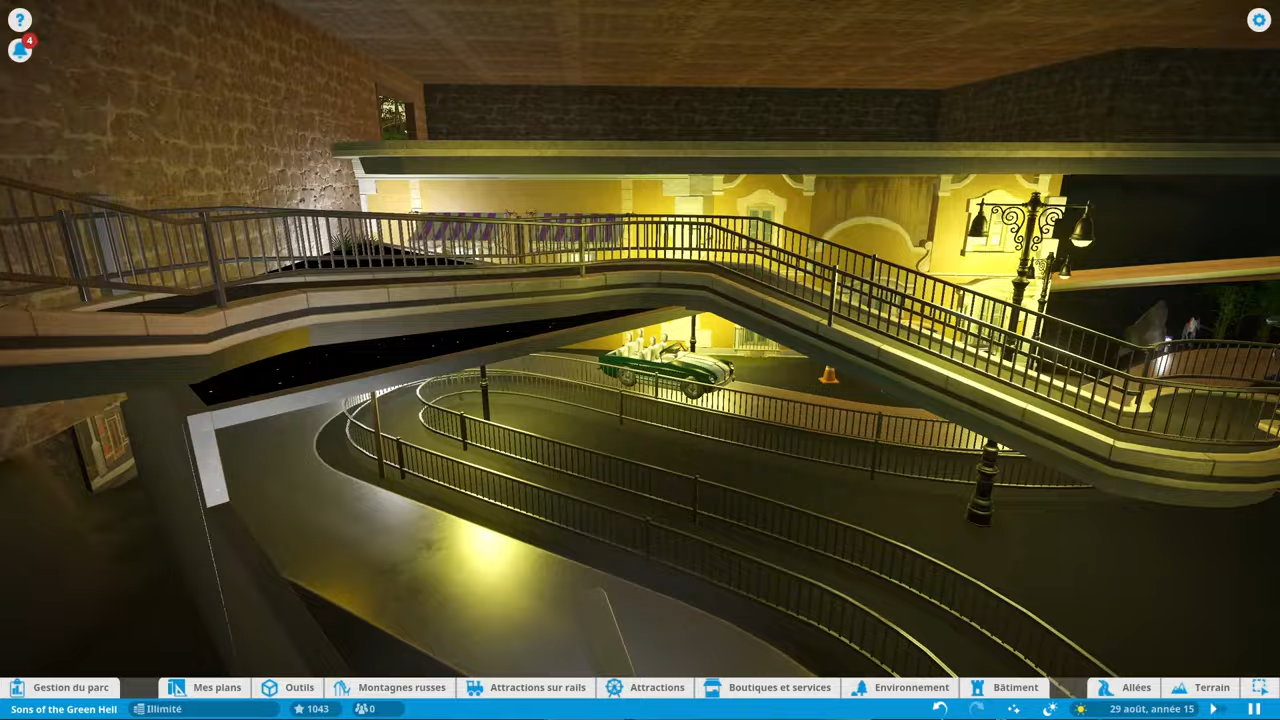 ?
4
Gestion du parc
Mes plans
Outils
Montagnes russes
Attractions sur rails
Attractions
Boutiques et services
Environnement
Bâtiment
Allées
Terrain
Sons of the Green Hell
Illimité
1043
0
29 août, année 15